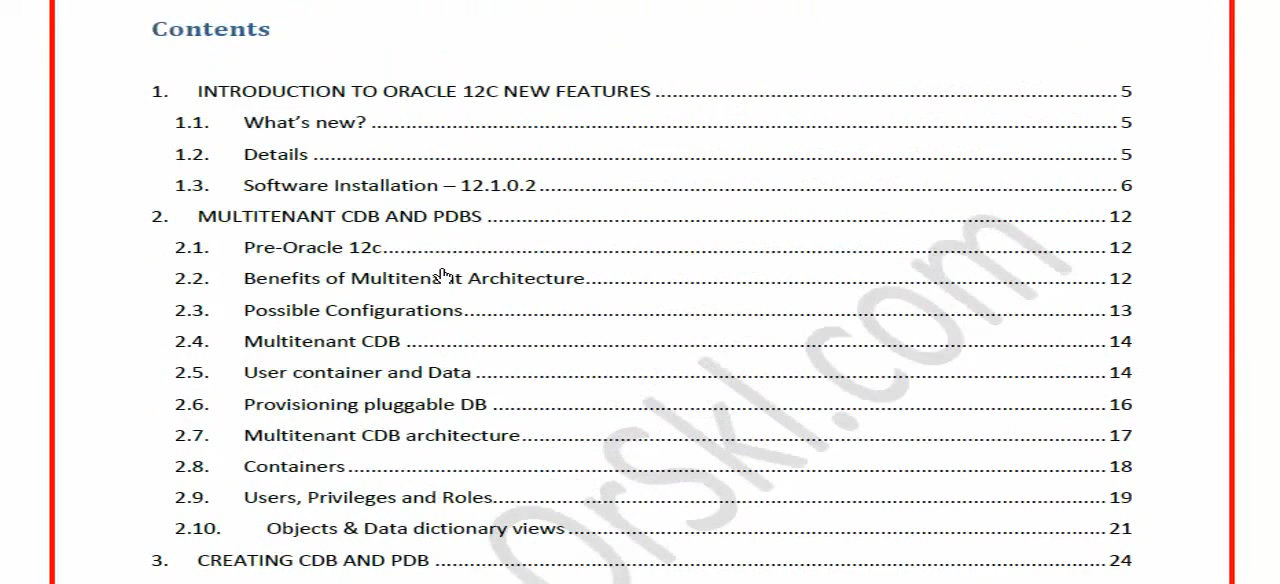 Contents
1. INTRODUCTION TO ORACLE 12C NEW FEATURES 5
1.1. What's new? 5
1.2. Details 5
1.3. Software Installation – 12.1.0.2 6
2. MULTITENANT CDB AND PDBS 12
2.1. Pre-Oracle 12c 12
2.2. Benefits of Multitenant Architecture 12
2.3. Possible Configurations 13
2.4. Multitenant CDB 14
2.5. User container and Data 14
2.6. Provisioning pluggable DB 16
2.7. Multitenant CDB architecture 17
2.8. Containers 18
2.9. Users, Privileges and Roles 19
2.10. Objects & Data dictionary views 21
3. CREATING CDB AND PDB 24
OrSkl.com